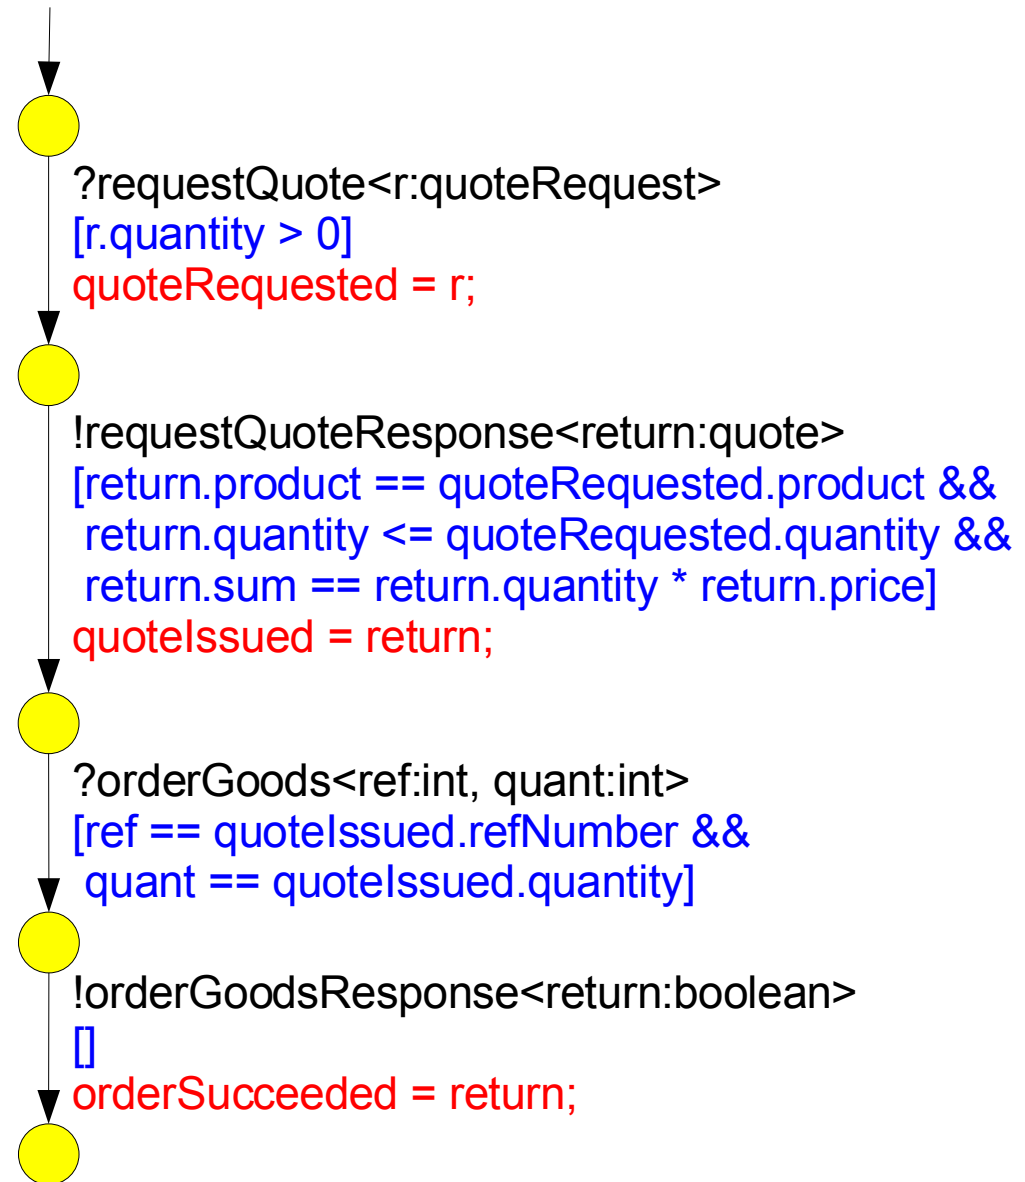 ?requestQuote<r:quoteRequest>
[r.quantity > 0]
quoteRequested = r;
!requestQuoteResponse<return:quote>
[return.product == quoteRequested.product &&
return.quantity <= quoteRequested.quantity &&
return.sum == return.quantity * return.price]
quoteIssued = return;
?orderGoods<ref:int, quant:int>
[ref == quoteIssued.refNumber &&
quant == quoteIssued.quantity]
!orderGoodsResponse<return:boolean>
[]
orderSucceeded = return;